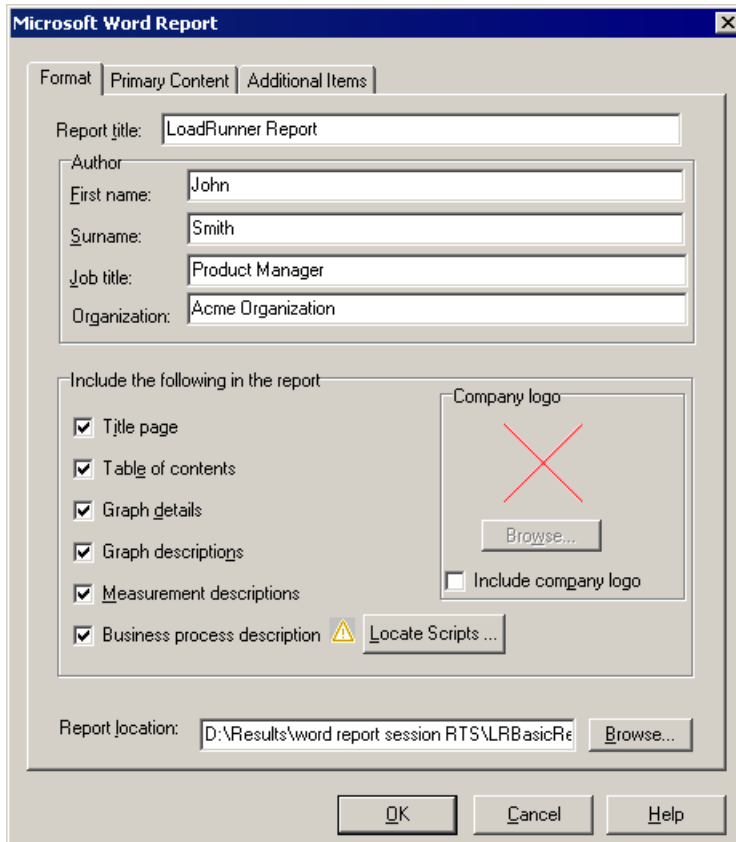 Microsoft Word Report
Format Primary Content Additional Items
Report title: LoadRunner Report
Author
First name: John
Surname: Smith
Job title: Product Manager
Organization: Acme Organization
Include the following in the report
Company logo
Title page
Table of contents
Graph details
Graph descriptions
Browse...
Include company logo
Measurement descriptions
Business process description Locate Scripts ...
Report location: D:\Results\word report session RTS\LRBasicRe Browse...
OK Cancel Help